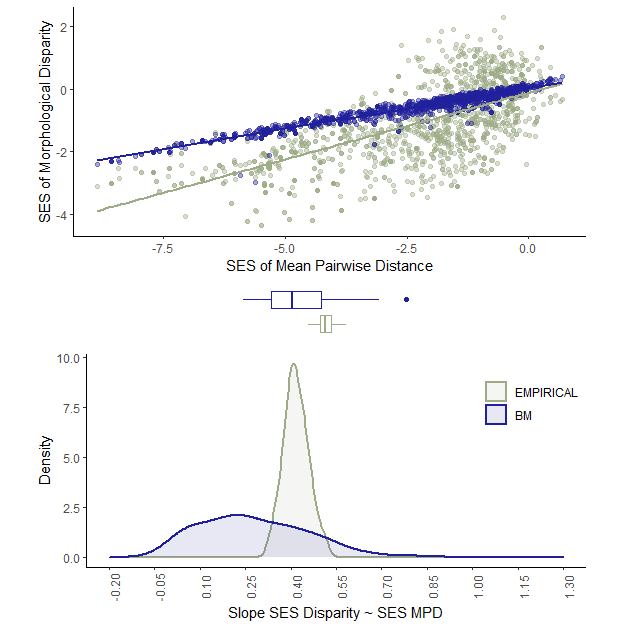 SES of Morphological Disparity
2
0
-2
-4
-7.5 -5.0 -2.5 0.0
SES of Mean Pairwise Distance
Density
10.0
7.5
5.0
2.5
0.0
EMPIRICAL
BM
-0.20 -0.05 0.10 0.25 0.40 0.55 0.70 0.85 1.00 1.15 1.30
Slope SES Disparity ~ SES MPD